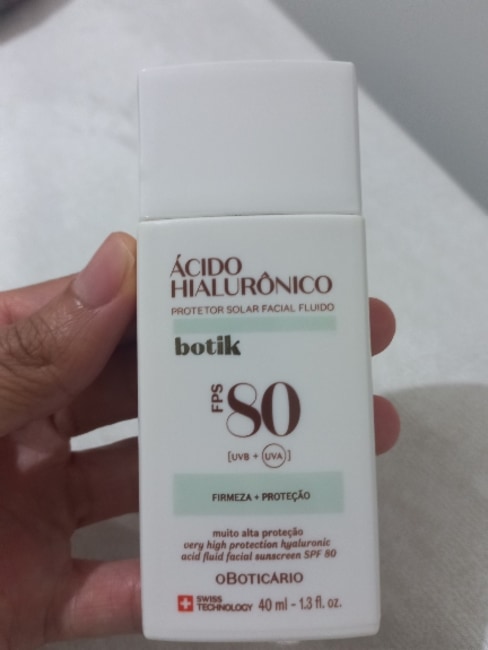 ÁCIDO
HIALURÔNICO
PROTETOR SOLAR FACIAL FLUIDO
botik
FPS 80
[UVB + UVA]
FIRMEZA + PROTEÇÃO
muito alta proteção
very high protection hyaluronic
acid fluid facial sunscreen SPF 80
oBOTICÁRIO
SWISS TECHNOLOGY 40 ml - 1.3 fl. oz.